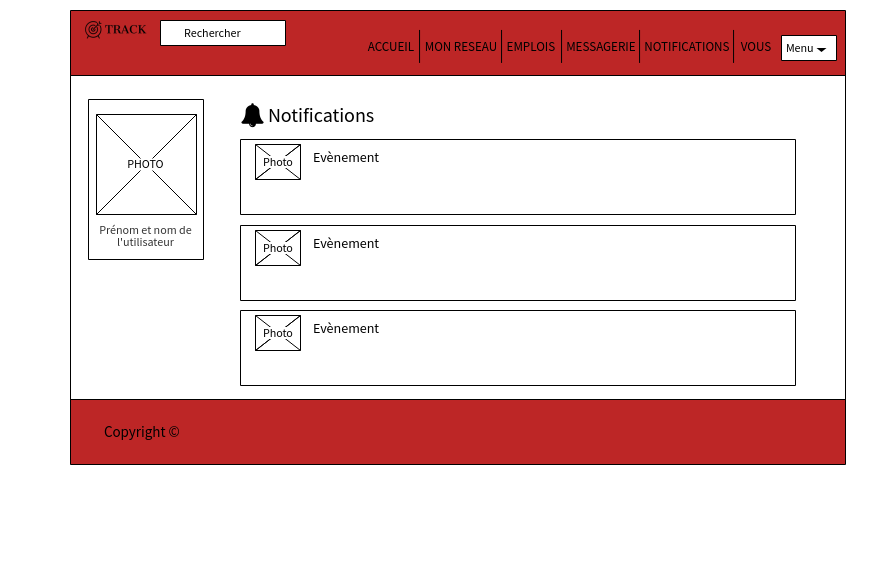 TRACK
Rechercher
ACCUEIL MON RESEAU EMPLOIS MESSAGERIE NOTIFICATIONS VOUS Menu
PHOTO
Prénom et nom de
l'utilisateur
Notifications
Photo Evènement
Photo Evènement
Photo Evènement
Copyright ©